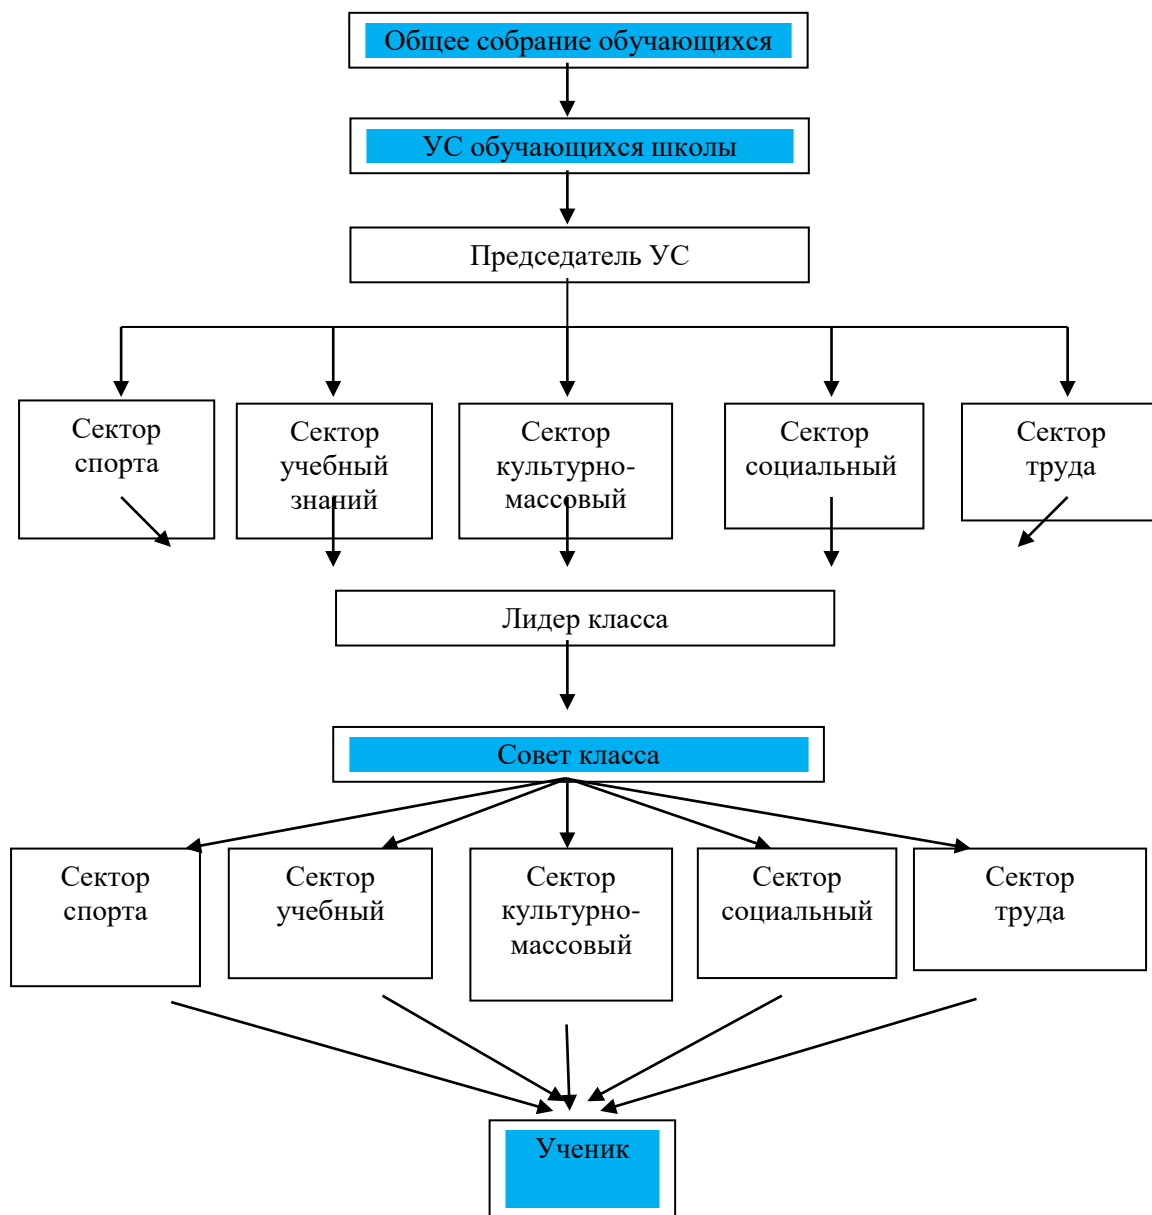 Общее собрание обучающихся
УС обучающихся школы
Председатель УС
Сектор
спорта
Сектор
учебный
знаний
Сектор
культурно-
массовый
Сектор
социальный
Сектор
труда
Лидер класса
Совет класса
Сектор
спорта
Сектор
учебный
Сектор
культурно-
массовый
Сектор
социальный
Сектор
труда
Ученик